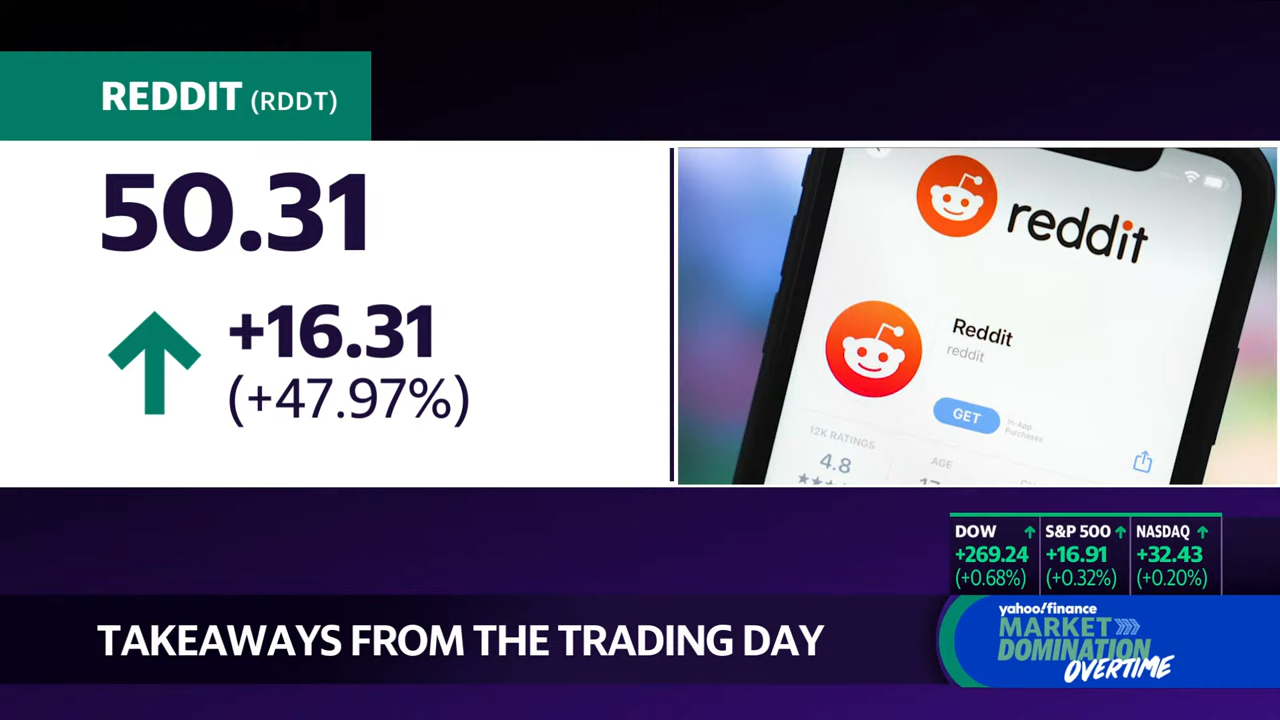 REDDIT (RDDT)
50.31
+16.31
(+47.97%)
reddit
Reddit
reddit
GET
In-App
Purchases
12K RATINGS
4.8
AGE
DOW
+269.24
(+0.68%)
S&P 500
+16.91
(+0.32%)
NASDAQ
+32.43
(+0.20%)
TAKEAWAYS FROM THE TRADING DAY
yahoo!finance
MARKET
DOMINATION
OVERTIME